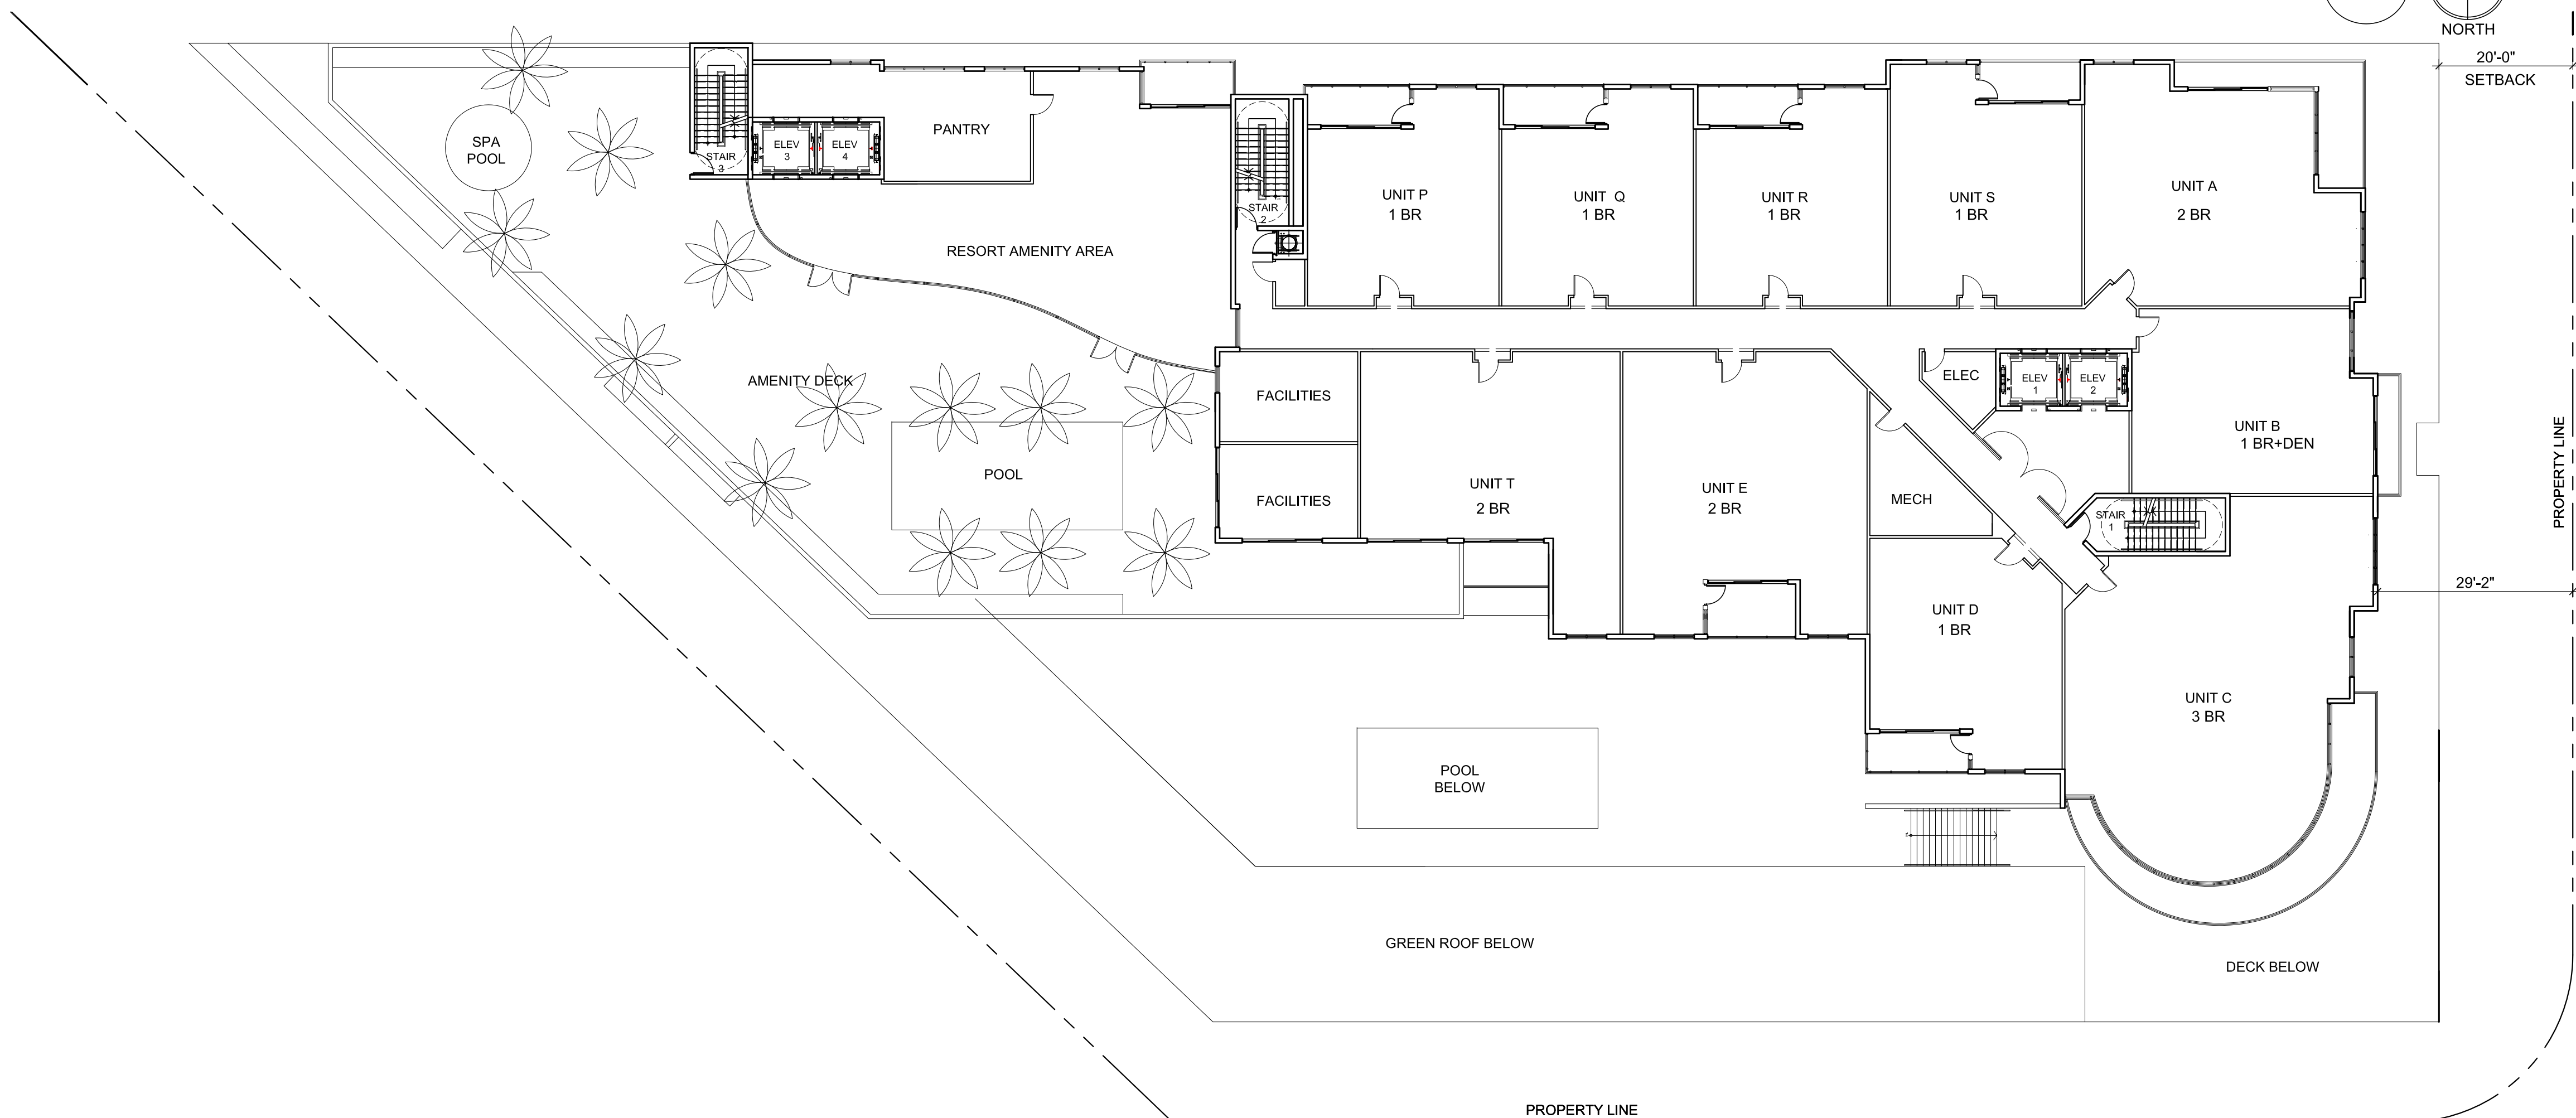 NORTH
20'-0"
SETBACK
PANTRY
SPA
POOL
STAIR
3
ELEV
3
ELEV
4
STAIR
2
UNIT P
1 BR
UNIT Q
1 BR
UNIT R
1 BR
UNIT S
1 BR
UNIT A
2 BR
RESORT AMENITY AREA
AMENITY DECK
FACILITIES
ELEC
ELEV
1
ELEV
2
UNIT B
1 BR+DEN
PROPERTY LINE
POOL
FACILITIES
UNIT T
2 BR
UNIT E
2 BR
MECH
STAIR
1
29'-2"
UNIT D
1 BR
UNIT C
3 BR
POOL
BELOW
GREEN ROOF BELOW
DECK BELOW
PROPERTY LINE